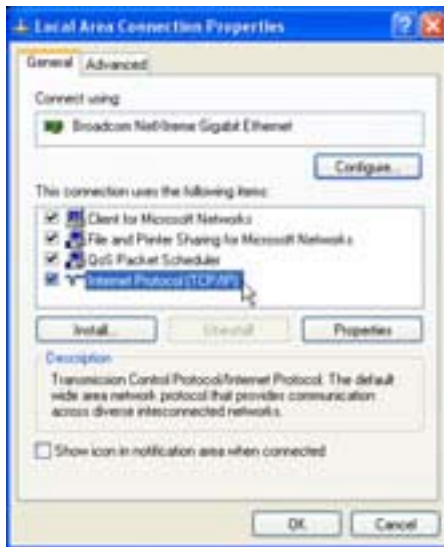 Local Area Connection Properties
General Advanced
Connect using:
Broadcom NetXtreme Gigabit Ethernet
Configure...
This connection uses the following items:
Client for Microsoft Networks
File and Printer Sharing for Microsoft Networks
QoS Packet Scheduler
Internet Protocol (TCP/IP)
Install... Uninstall Properties
Description
Transmission Control Protocol/Internet Protocol. The default
wide area network protocol that provides communication
across diverse interconnected networks.
Show icon in notification area when connected
OK Cancel